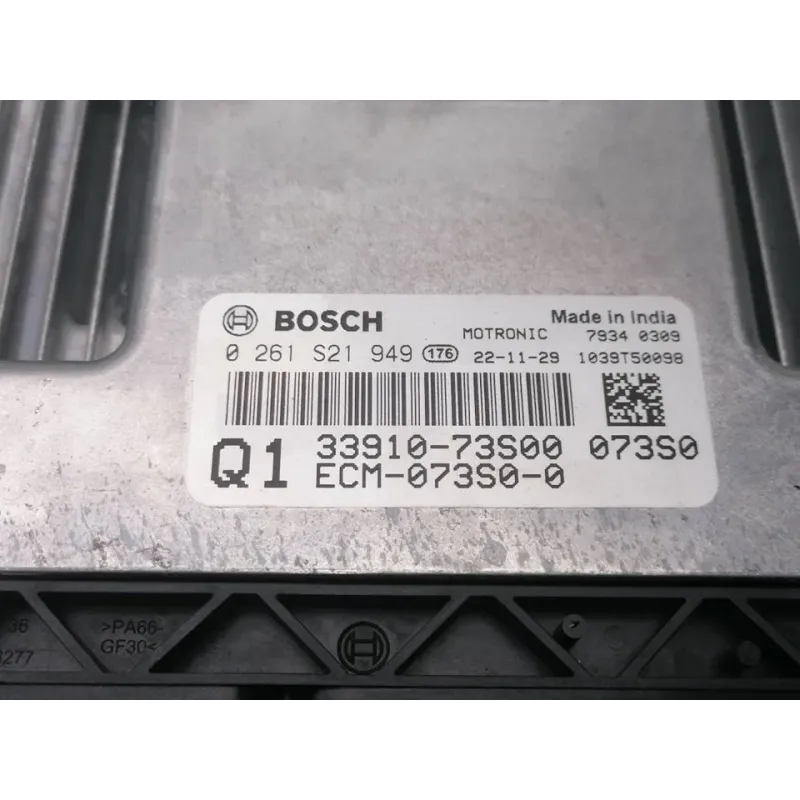 BOSCH
Made in India
MOTRONIC 7934 0309
0 261 S21 949 176 22-11-29 1039T50098
Q1 33910-73S00 073S0
ECM-073S0-0
>PA66-
GF30<
277